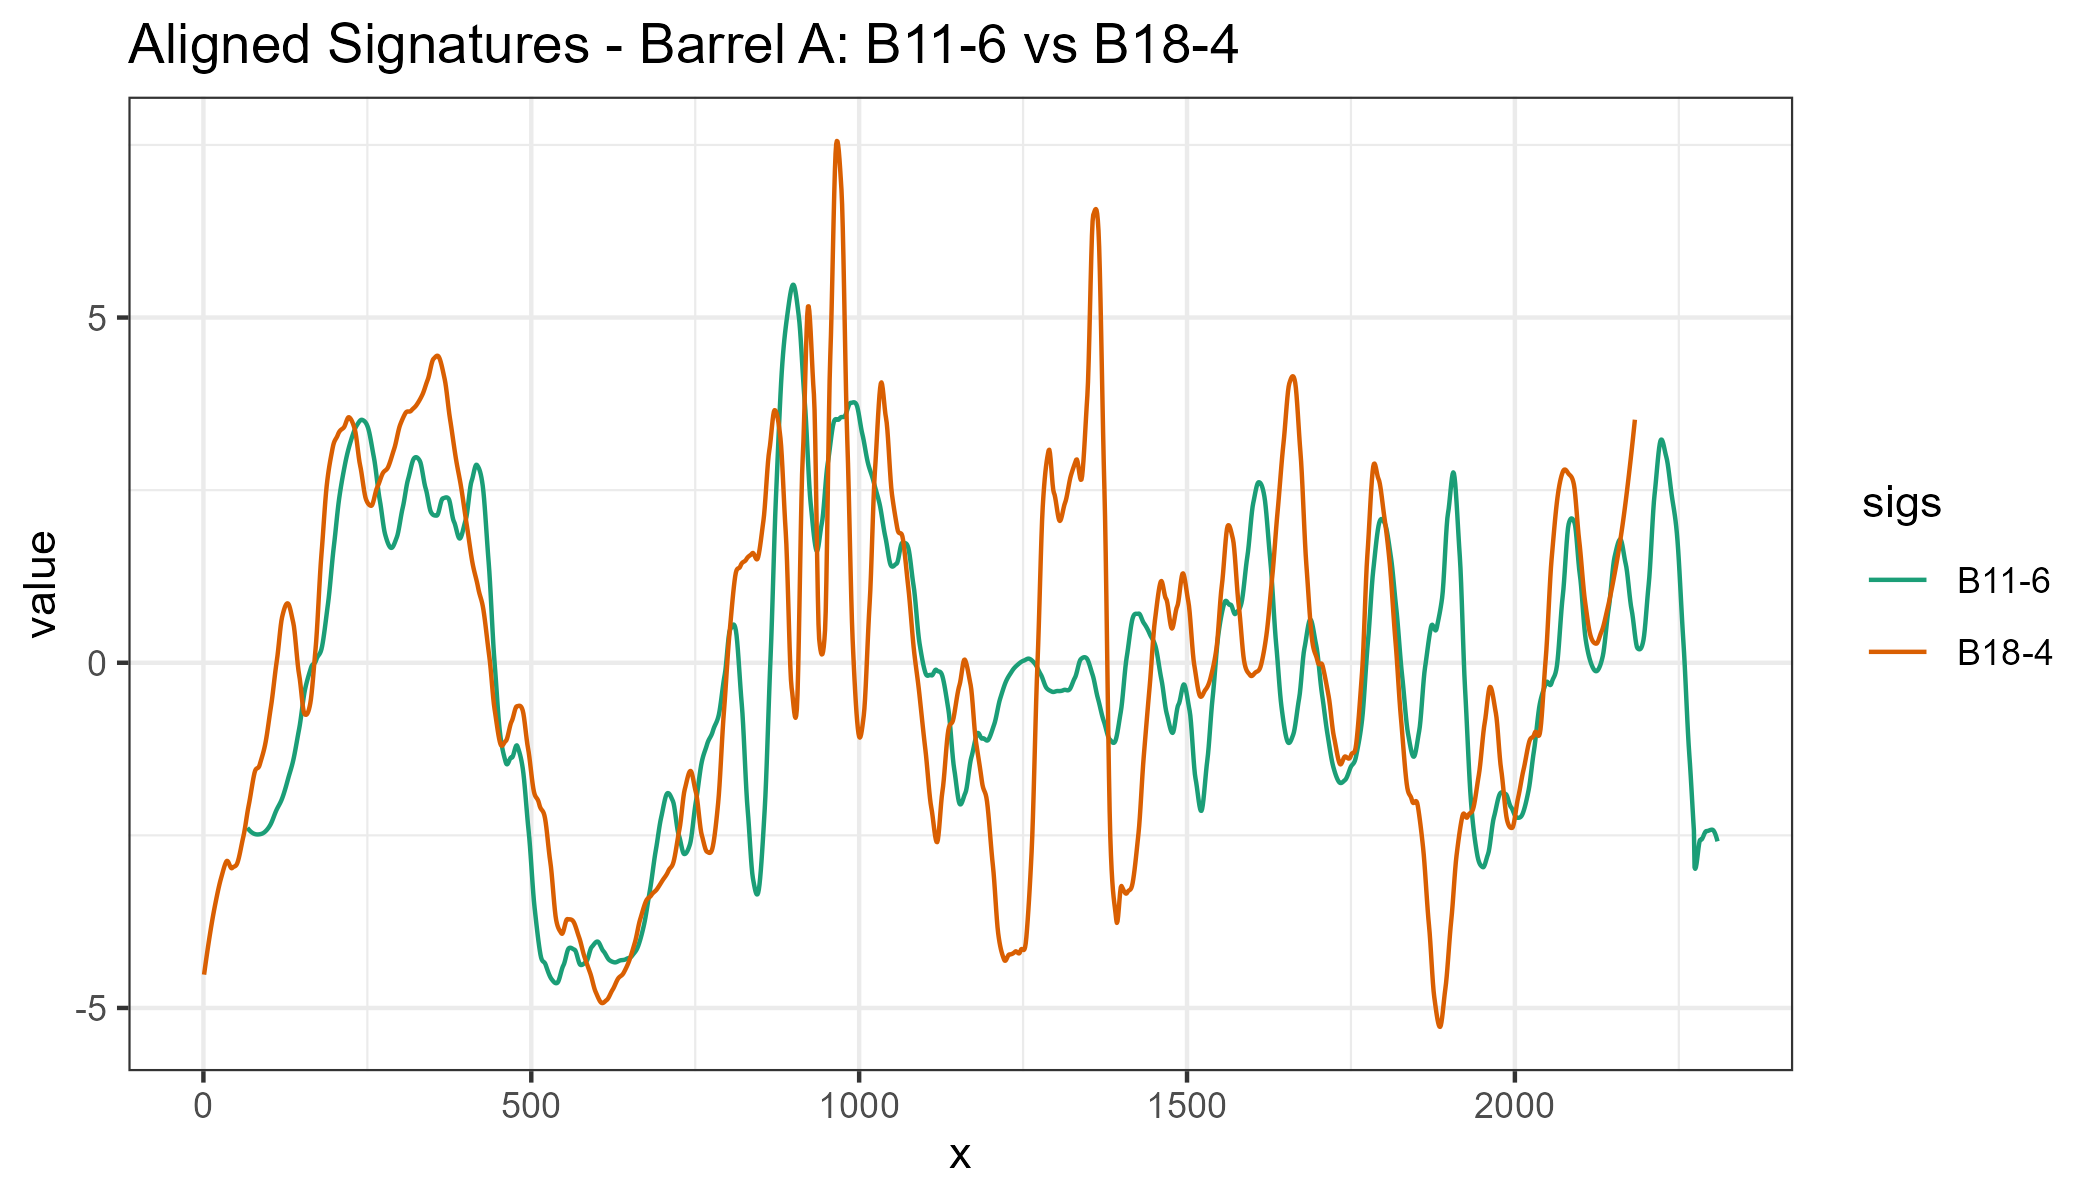 Aligned Signatures - Barrel A: B11-6 vs B18-4
value
5
0
-5
0 500 1000 1500 2000
x
sigs
B11-6
B18-4